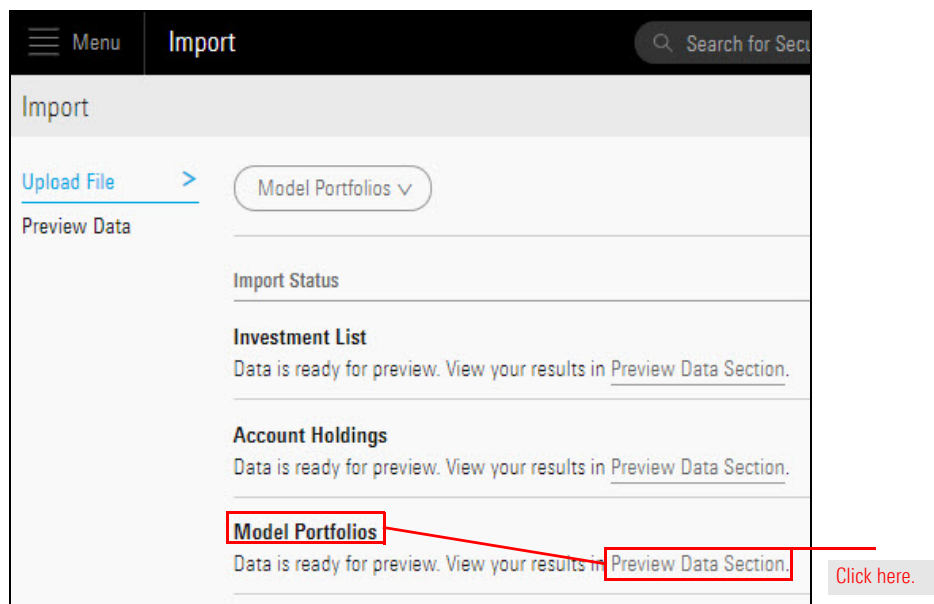 Menu
Import
Search for Secu
Import
Upload File >
Preview Data
Model Portfolios
Import Status
Investment List
Data is ready for preview. View your results in Preview Data Section.
Account Holdings
Data is ready for preview. View your results in Preview Data Section.
Model Portfolios
Data is ready for preview. View your results in Preview Data Section.
Click here.